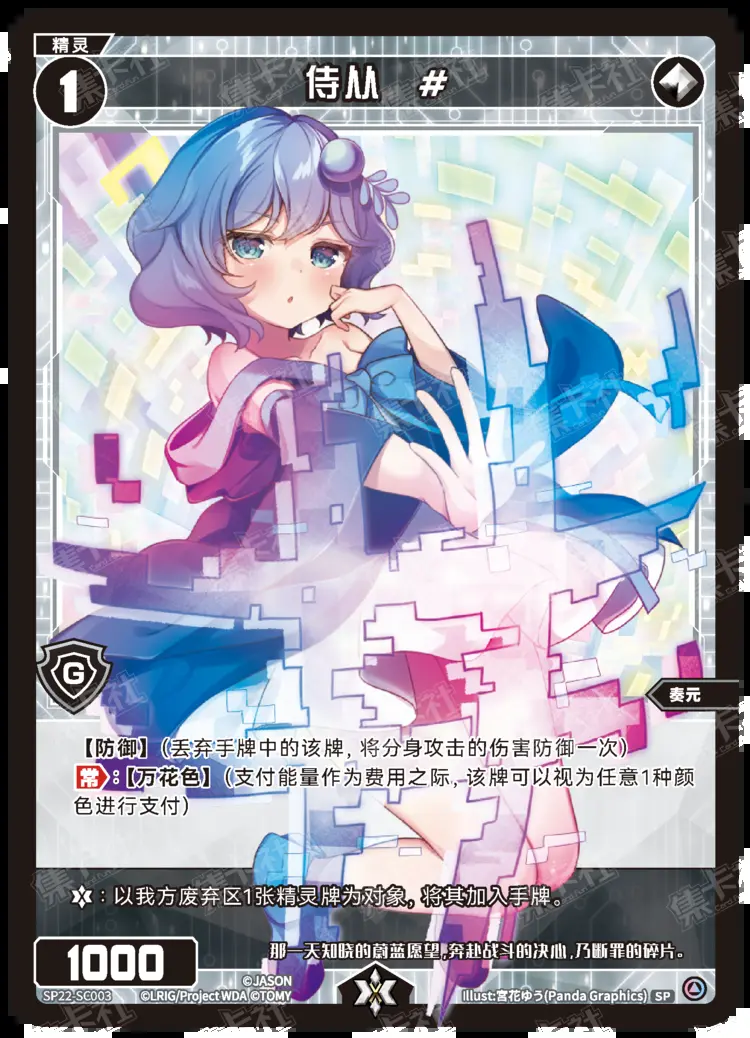 精灵
1
侍从 #
G
奏元
【防御】（丢弃手牌中的该牌，将分身攻击的伤害防御一次）
常：【万花色】（支付能量作为费用之际，该牌可以视为任意1种颜
色进行支付）
：以我方废弃区1张精灵牌为对象，将其加入手牌。
那一天知晓的蔚蓝愿望，奔赴战斗的决心，乃断罪的碎片。
1000
SP22-SC003
©LRIG/Project WDA ©TOMY
©JASON
Illust:宮花ゆう(Panda Graphics)
SP
集卡社